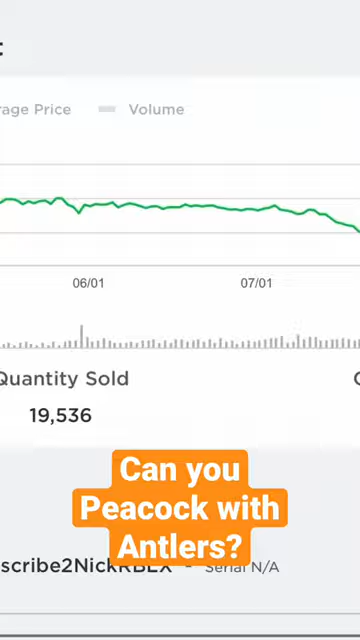 t
rage Price Volume
06/01 07/01
Quantity Sold
19,536
Can you
Peacock with
Antlers?
scribe2NickRBLX - Serial N/A